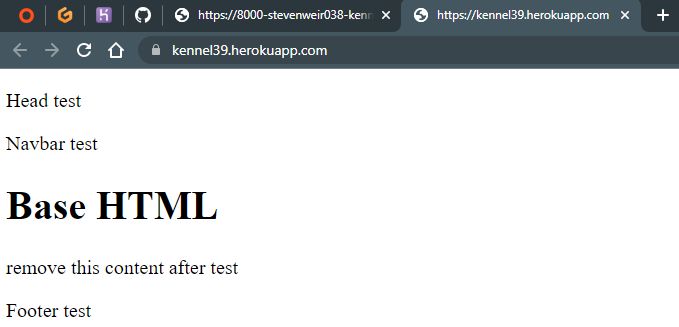 https://8000-stevenweir038-kenn
https://kennel39.herokuapp.com
kennel39.herokuapp.com
Head test
Navbar test
Base HTML
remove this content after test
Footer test